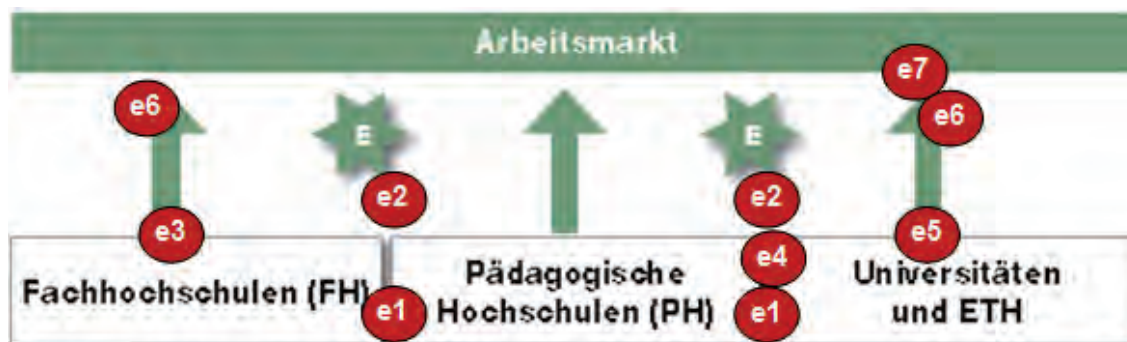 Arbeitsmarkt
e7
e6
E
E
e6
e2
e2
e3
e5
e4
Fachhochschulen (FH)
e1
Pädagogische
Hochschulen (PH)
e1
Universitäten
und ETH